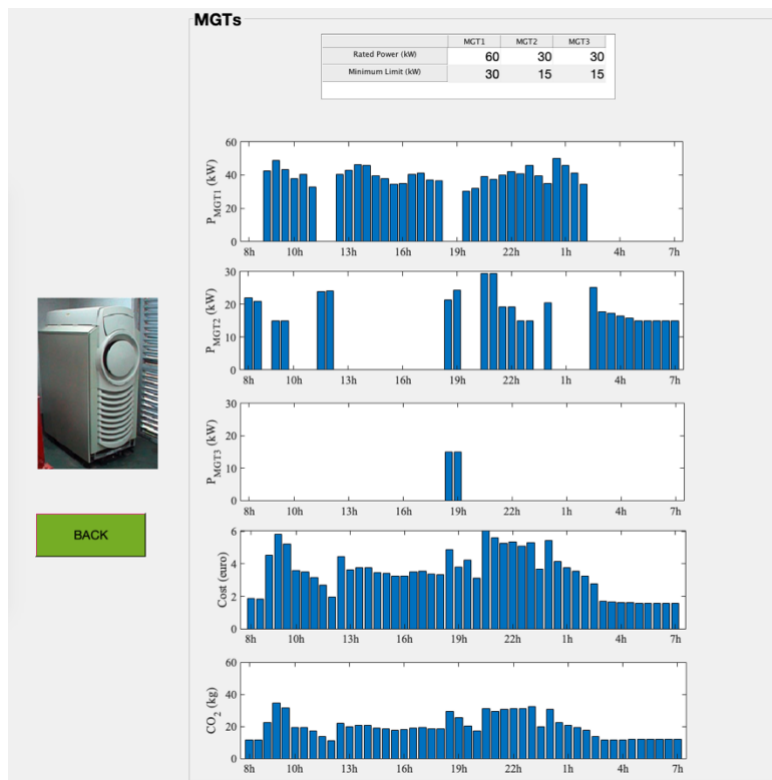 MGTs
MGT1 MGT2 MGT3
Rated Power (kW) 60 30 30
Minimum Limit (kW) 30 15 15
60
40
20
0
P_MGT1 (kW)
8h 10h 13h 16h 19h 22h 1h 4h 7h
30
20
10
0
P_MGT2 (kW)
8h 10h 13h 16h 19h 22h 1h 4h 7h
30
20
10
0
P_MGT3 (kW)
8h 10h 13h 16h 19h 22h 1h 4h 7h
BACK
6
4
2
0
Cost (euro)
8h 10h 13h 16h 19h 22h 1h 4h 7h
60
40
20
0
CO₂ (kg)
8h 10h 13h 16h 19h 22h 1h 4h 7h